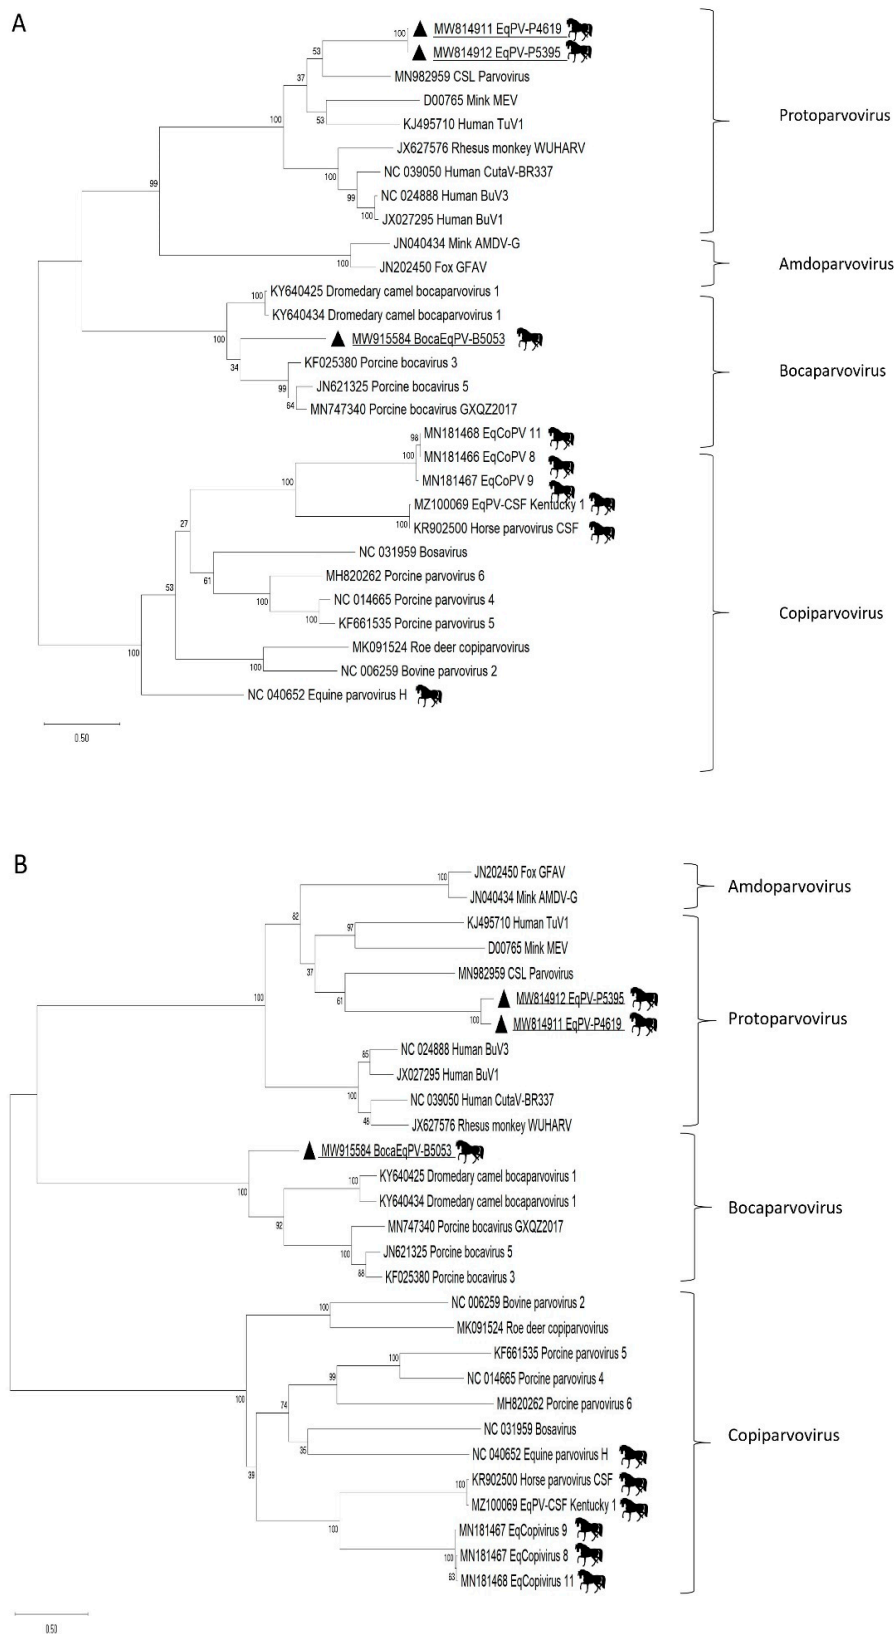 A
100
MW814911 EqPV-P4619
53
MW814912 EqPV-P5395
37
MN982959 CSL Parvovirus
D00765 Mink MEV
100
53
KJ495710 Human TuV1
Protoparvovirus
JX627576 Rhesus monkey WUHARV
100
NC 039050 Human CutaV-BR337
99
99
NC 024888 Human BuV3
100
JX027295 Human BuV1
JN040434 Mink AMDV-G
100
JN202450 Fox GFAV
Amdoparvovirus
100
KY640425 Dromedary camel bocaparvovirus 1
KY640434 Dromedary camel bocaparvovirus 1
100
MW915584 BocaEqPV-B5053
34
KF025380 Porcine bocavirus 3
Bocaparvovirus
99
JN621325 Porcine bocavirus 5
64
MN747340 Porcine bocavirus GXQZ2017
98
MN181468 EqCoPV 11
100
MN181466 EqCoPV 8
100
MN181467 EqCoPV 9
MZ100069 EqPV-CSF Kentucky 1
100
KR902500 Horse parvovirus CSF
27
NC 031959 Bosavirus
61
MH820262 Porcine parvovirus 6
53
100
NC 014665 Porcine parvovirus 4
100
KF661535 Porcine parvovirus 5
Copiparvovirus
100
MK091524 Roe deer copiparvovirus
100
NC 006259 Bovine parvovirus 2
NC 040652 Equine parvovirus H
0.50
B
100
JN202450 Fox GFAV
JN040434 Mink AMDV-G
Amdoparvovirus
82
97
KJ495710 Human TuV1
D00765 Mink MEV
37
MN982959 CSL Parvovirus
100
61
MW814912 EqPV-P5395
100
MW814911 EqPV-P4619
Protoparvovirus
85
NC 024888 Human BuV3
JX027295 Human BuV1
100
NC 039050 Human CutaV-BR337
48
JX627576 Rhesus monkey WUHARV
MW915584 BocaEqPV-B5053
100
100
KY640425 Dromedary camel bocaparvovirus 1
KY640434 Dromedary camel bocaparvovirus 1
Bocaparvovirus
92
MN747340 Porcine bocavirus GXQZ2017
100
JN621325 Porcine bocavirus 5
88
KF025380 Porcine bocavirus 3
100
NC 006259 Bovine parvovirus 2
MK091524 Roe deer copiparvovirus
100
KF661535 Porcine parvovirus 5
99
NC 014665 Porcine parvovirus 4
100
74
MH820262 Porcine parvovirus 6
NC 031959 Bosavirus
Copiparvovirus
35
NC 040652 Equine parvovirus H
39
100
KR902500 Horse parvovirus CSF
MZ100069 EqPV-CSF Kentucky 1
100
MN181467 EqCopivirus 9
100
MN181467 EqCopivirus 8
63
MN181468 EqCopivirus 11
0.50